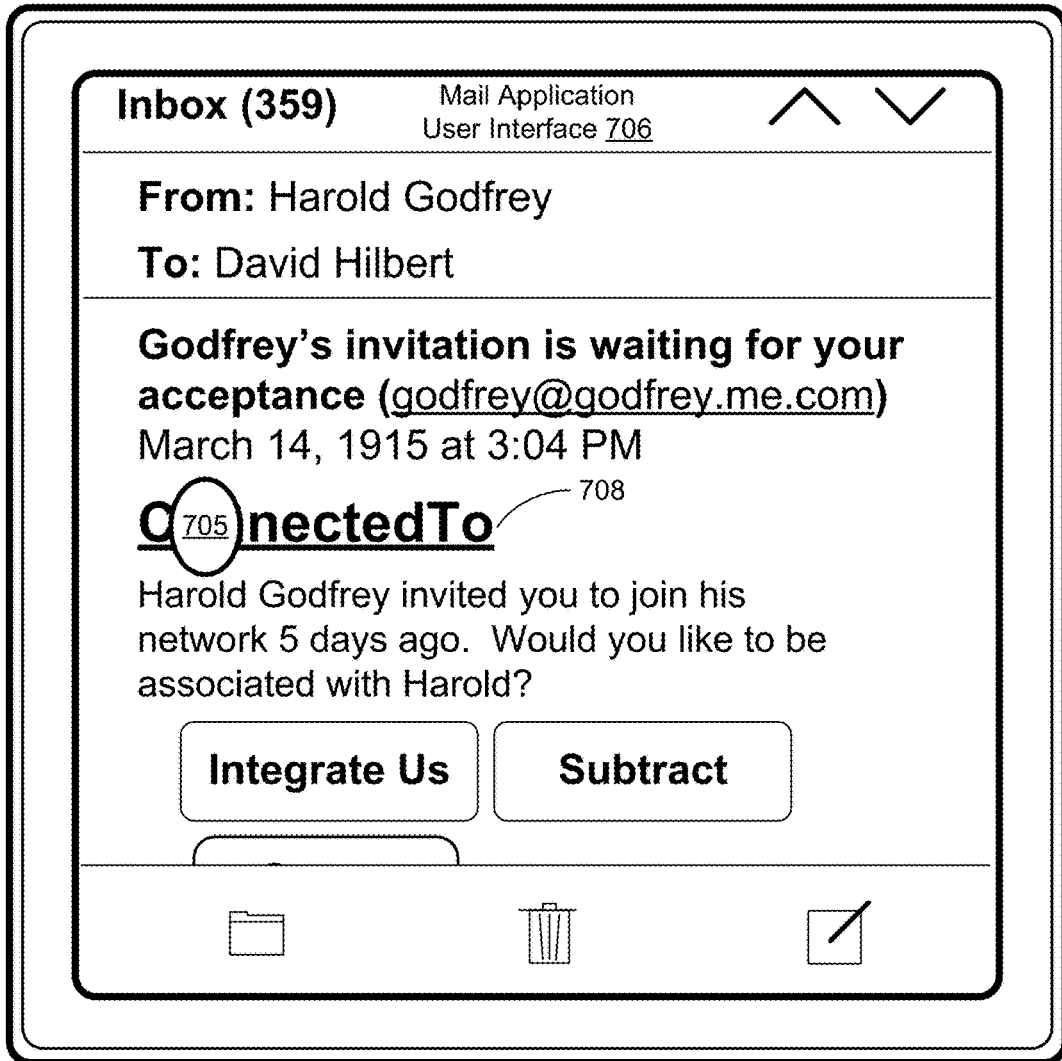 Inbox (359)
Mail Application
User Interface 706
From: Harold Godfrey
To: David Hilbert
Godfrey's invitation is waiting for your
acceptance (godfrey@godfrey.me.com)
March 14, 1915 at 3:04 PM
708
C 705 nectedTo
Harold Godfrey invited you to join his
network 5 days ago.  Would you like to be
associated with Harold?
Integrate Us
Subtract